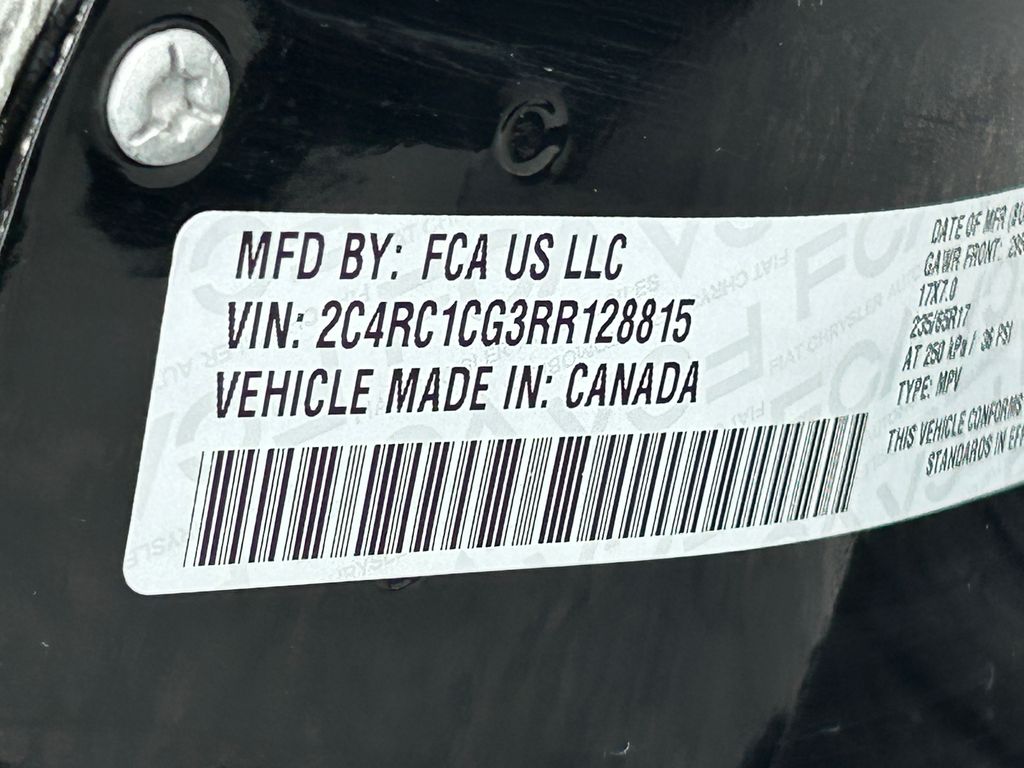 MFD BY: FCA US LLC
VIN: 2C4RC1CG3RR128815
VEHICLE MADE IN: CANADA
DATE OF MFR
GAWR FRONT:
17X7.0
235/65R17
AT 250 kPa / 36 PSI
TYPE: MPV
THIS VEHICLE CONFORMS
STANDARDS IN
C